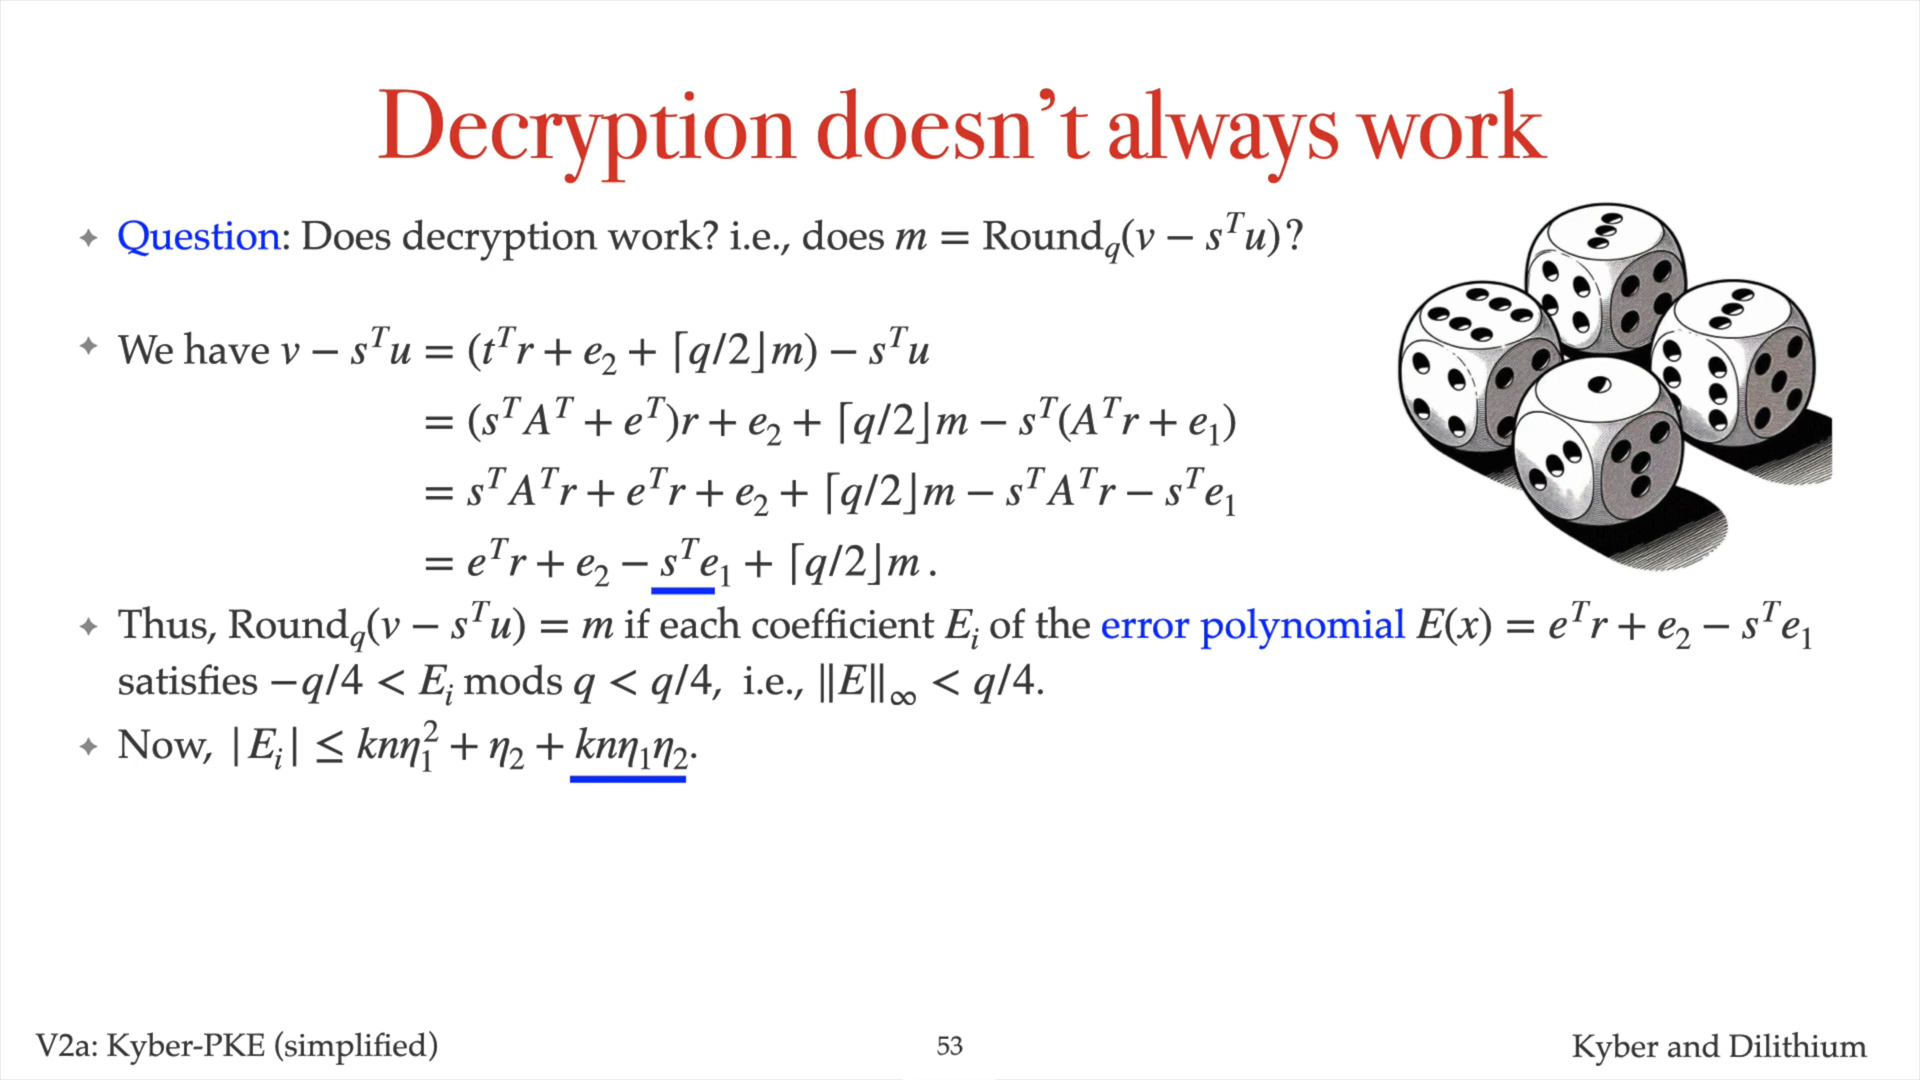 Decryption doesn’t always work
✦ Question: Does decryption work? i.e., does m = Round_q(v − s^T u)?
✦ We have v − s^T u = (t^T r + e_2 + ⌈q/2⌋m) − s^T u
= (s^T A^T + e^T)r + e_2 + ⌈q/2⌋m − s^T(A^T r + e_1)
= s^T A^T r + e^T r + e_2 + ⌈q/2⌋m − s^T A^T r − s^T e_1
= e^T r + e_2 − s^T e_1 + ⌈q/2⌋m.
✦ Thus, Round_q(v − s^T u) = m if each coefficient E_i of the error polynomial E(x) = e^T r + e_2 − s^T e_1
satisfies −q/4 < E_i mods q < q/4, i.e., ‖E‖_∞ < q/4.
✦ Now, |E_i| ≤ knη_1^2 + η_2 + knη_1η_2.
V2a: Kyber-PKE (simplified)
53
Kyber and Dilithium